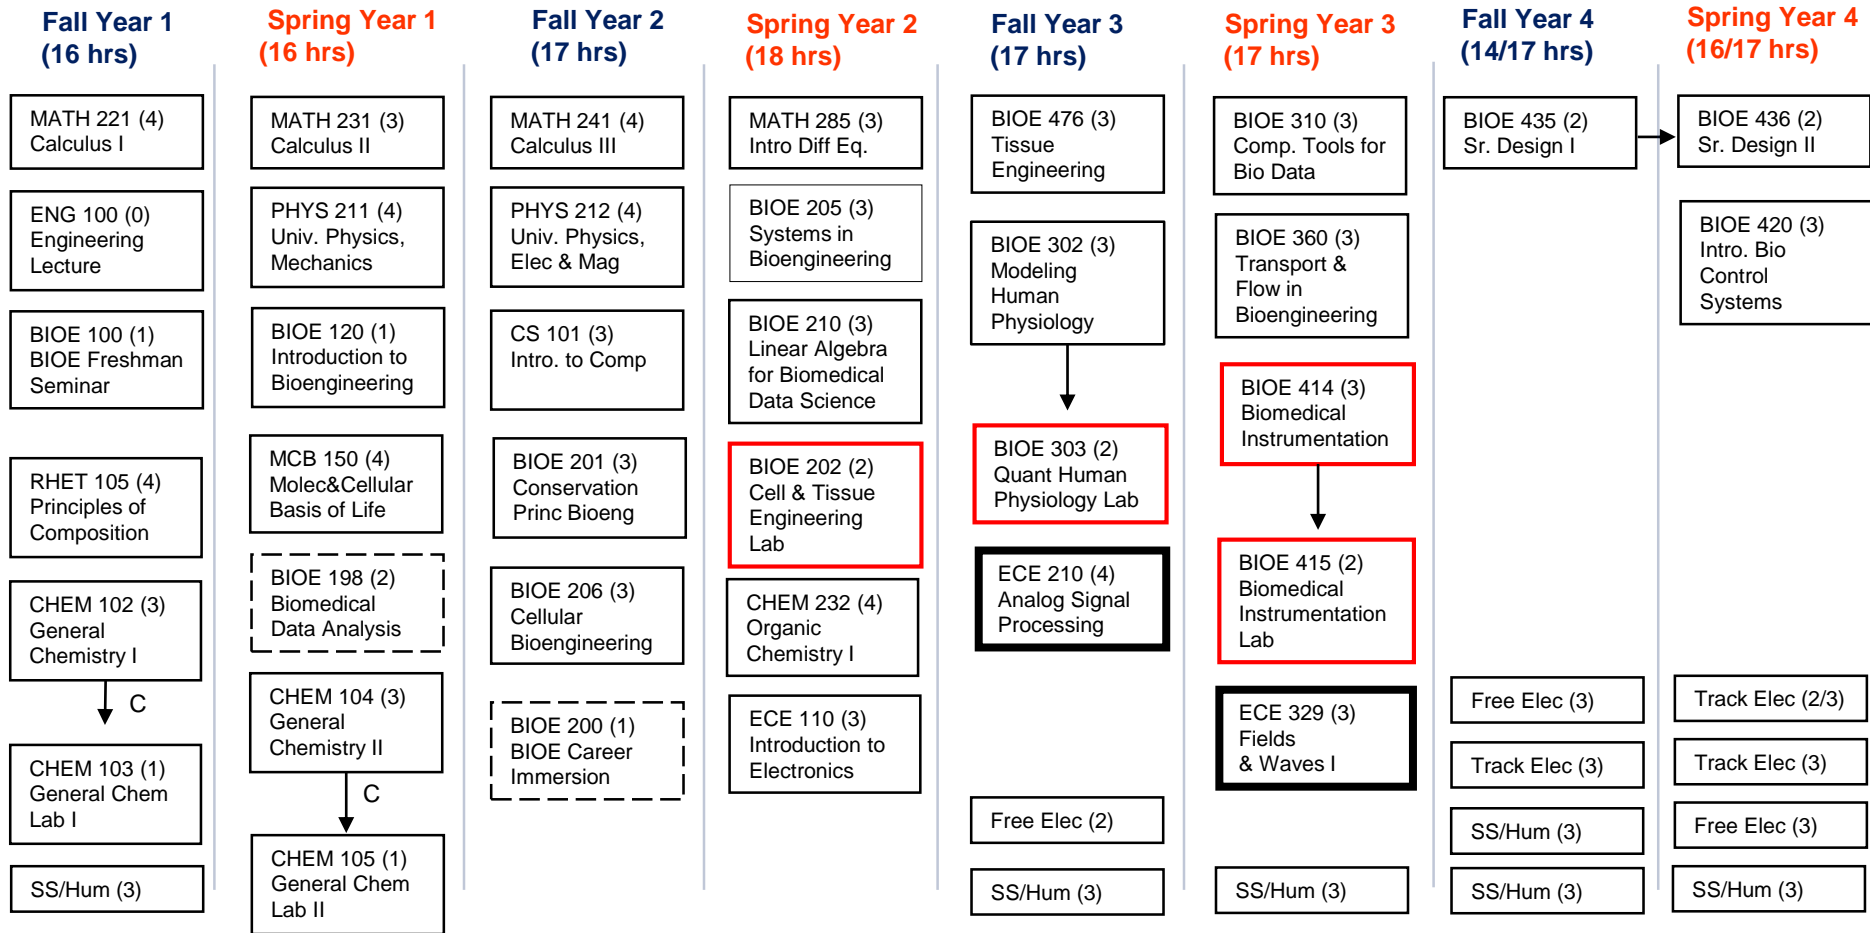 Fall Year 1
(16 hrs)
MATH 221 (4)
Calculus I
ENG 100 (0)
Engineering
Lecture
BIOE 100 (1)
BIOE Freshman
Seminar
RHET 105 (4)
Principles of
Composition
CHEM 102 (3)
General
Chemistry I
C
CHEM 103 (1)
General Chem
Lab I
SS/Hum (3)
Spring Year 1
(16 hrs)
MATH 231 (3)
Calculus II
PHYS 211 (4)
Univ. Physics,
Mechanics
BIOE 120 (1)
Introduction to
Bioengineering
MCB 150 (4)
Molec&Cellular
Basis of Life
BIOE 198 (2)
Biomedical
Data Analysis
CHEM 104 (3)
General
Chemistry II
C
CHEM 105 (1)
General Chem
Lab II
Fall Year 2
(17 hrs)
MATH 241 (4)
Calculus III
PHYS 212 (4)
Univ. Physics,
Elec & Mag
CS 101 (3)
Intro. to Comp
BIOE 201 (3)
Conservation
Princ Bioeng
BIOE 206 (3)
Cellular
Bioengineering
BIOE 200 (1)
BIOE Career
Immersion
Spring Year 2
(18 hrs)
MATH 285 (3)
Intro Diff Eq.
BIOE 205 (3)
Systems in
Bioengineering
BIOE 210 (3)
Linear Algebra
for Biomedical
Data Science
BIOE 202 (2)
Cell & Tissue
Engineering
Lab
CHEM 232 (4)
Organic
Chemistry I
ECE 110 (3)
Introduction to
Electronics
Fall Year 3
(17 hrs)
BIOE 476 (3)
Tissue
Engineering
BIOE 302 (3)
Modeling
Human
Physiology
BIOE 303 (2)
Quant Human
Physiology Lab
ECE 210 (4)
Analog Signal
Processing
Free Elec (2)
SS/Hum (3)
Spring Year 3
(17 hrs)
BIOE 310 (3)
Comp. Tools for
Bio Data
BIOE 360 (3)
Transport &
Flow in
Bioengineering
BIOE 414 (3)
Biomedical
Instrumentation
BIOE 415 (2)
Biomedical
Instrumentation
Lab
ECE 329 (3)
Fields
& Waves I
SS/Hum (3)
Fall Year 4
(14/17 hrs)
BIOE 435 (2)
Sr. Design I
Free Elec (3)
Track Elec (3)
SS/Hum (3)
SS/Hum (3)
Spring Year 4
(16/17 hrs)
BIOE 436 (2)
Sr. Design II
BIOE 420 (3)
Intro. Bio
Control
Systems
Track Elec (2/3)
Track Elec (3)
Free Elec (3)
SS/Hum (3)